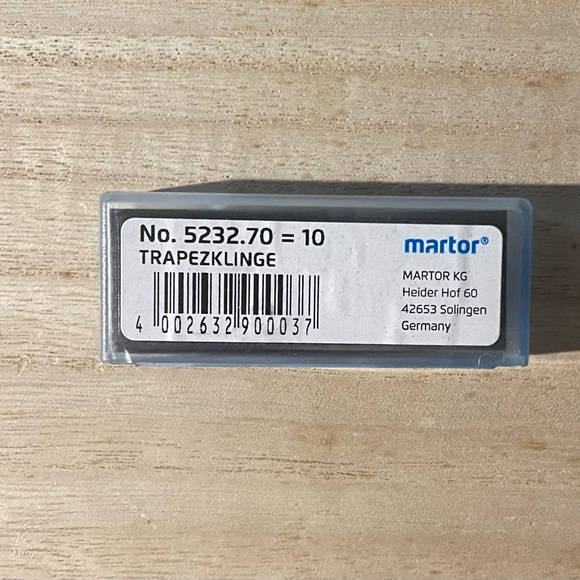 No. 5232.70 = 10
TRAPEZKLINGE
4 002632 900037
martor®
MARTOR KG
Heider Hof 60
42653 Solingen
Germany